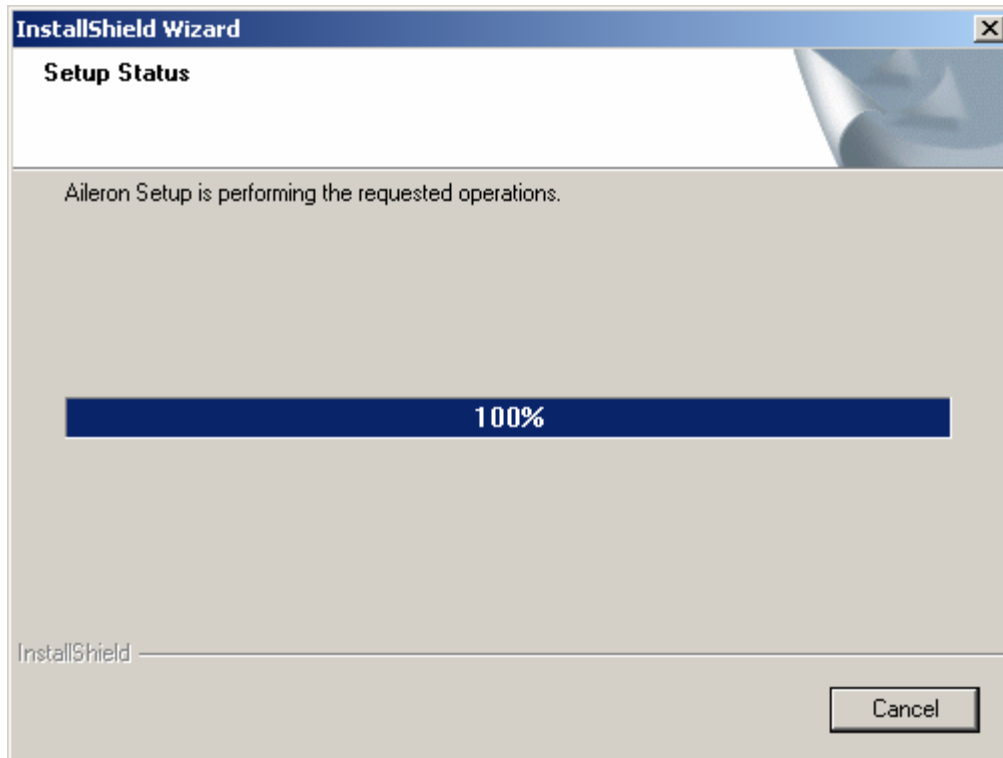 InstallShield Wizard
Setup Status
Aileron Setup is performing the requested operations.
100%
InstallShield
Cancel